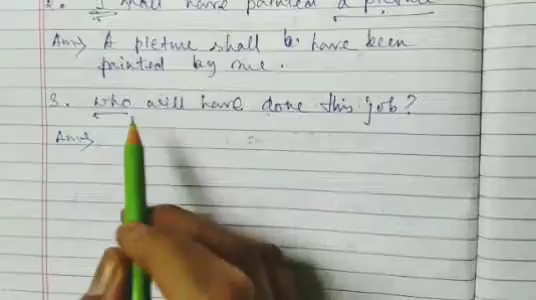 2. I shall have painted a picture
Ans) A picture shall b have been
painted by me.
3. who will have done this job?
Ans)